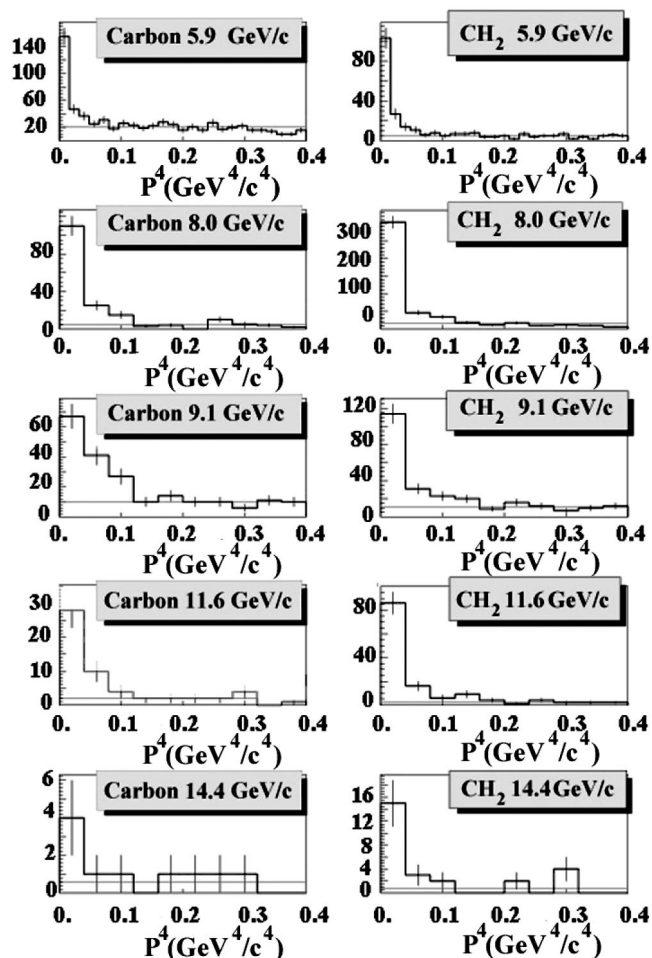 Carbon 5.9 GeV/c
140
100
60
20
0. 0.1 0.2 0.3 0.4
P⁴(GeV⁴/c⁴)
CH₂ 5.9 GeV/c
80
40
0
0. 0.1 0.2 0.3 0.4
P⁴(GeV⁴/c⁴)
Carbon 8.0 GeV/c
80
40
0
0. 0.1 0.2 0.3 0.4
P⁴(GeV⁴/c⁴)
CH₂ 8.0 GeV/c
300
200
100
0
0. 0.1 0.2 0.3 0.4
P⁴(GeV⁴/c⁴)
Carbon 9.1 GeV/c
60
40
20
0
0. 0.1 0.2 0.3 0.4
P⁴(GeV⁴/c⁴)
CH₂ 9.1 GeV/c
120
80
40
0
0. 0.1 0.2 0.3 0.4
P⁴(GeV⁴/c⁴)
Carbon 11.6 GeV/c
30
20
10
0
0. 0.1 0.2 0.3 0.4
P⁴(GeV⁴/c⁴)
CH₂ 11.6 GeV/c
80
40
0
0. 0.1 0.2 0.3 0.4
P⁴(GeV⁴/c⁴)
Carbon 14.4 GeV/c
6
4
2
0
0. 0.1 0.2 0.3 0.4
P⁴(GeV⁴/c⁴)
CH₂ 14.4 GeV/c
16
12
8
4
0
0. 0.1 0.2 0.3 0.4
P⁴(GeV⁴/c⁴)